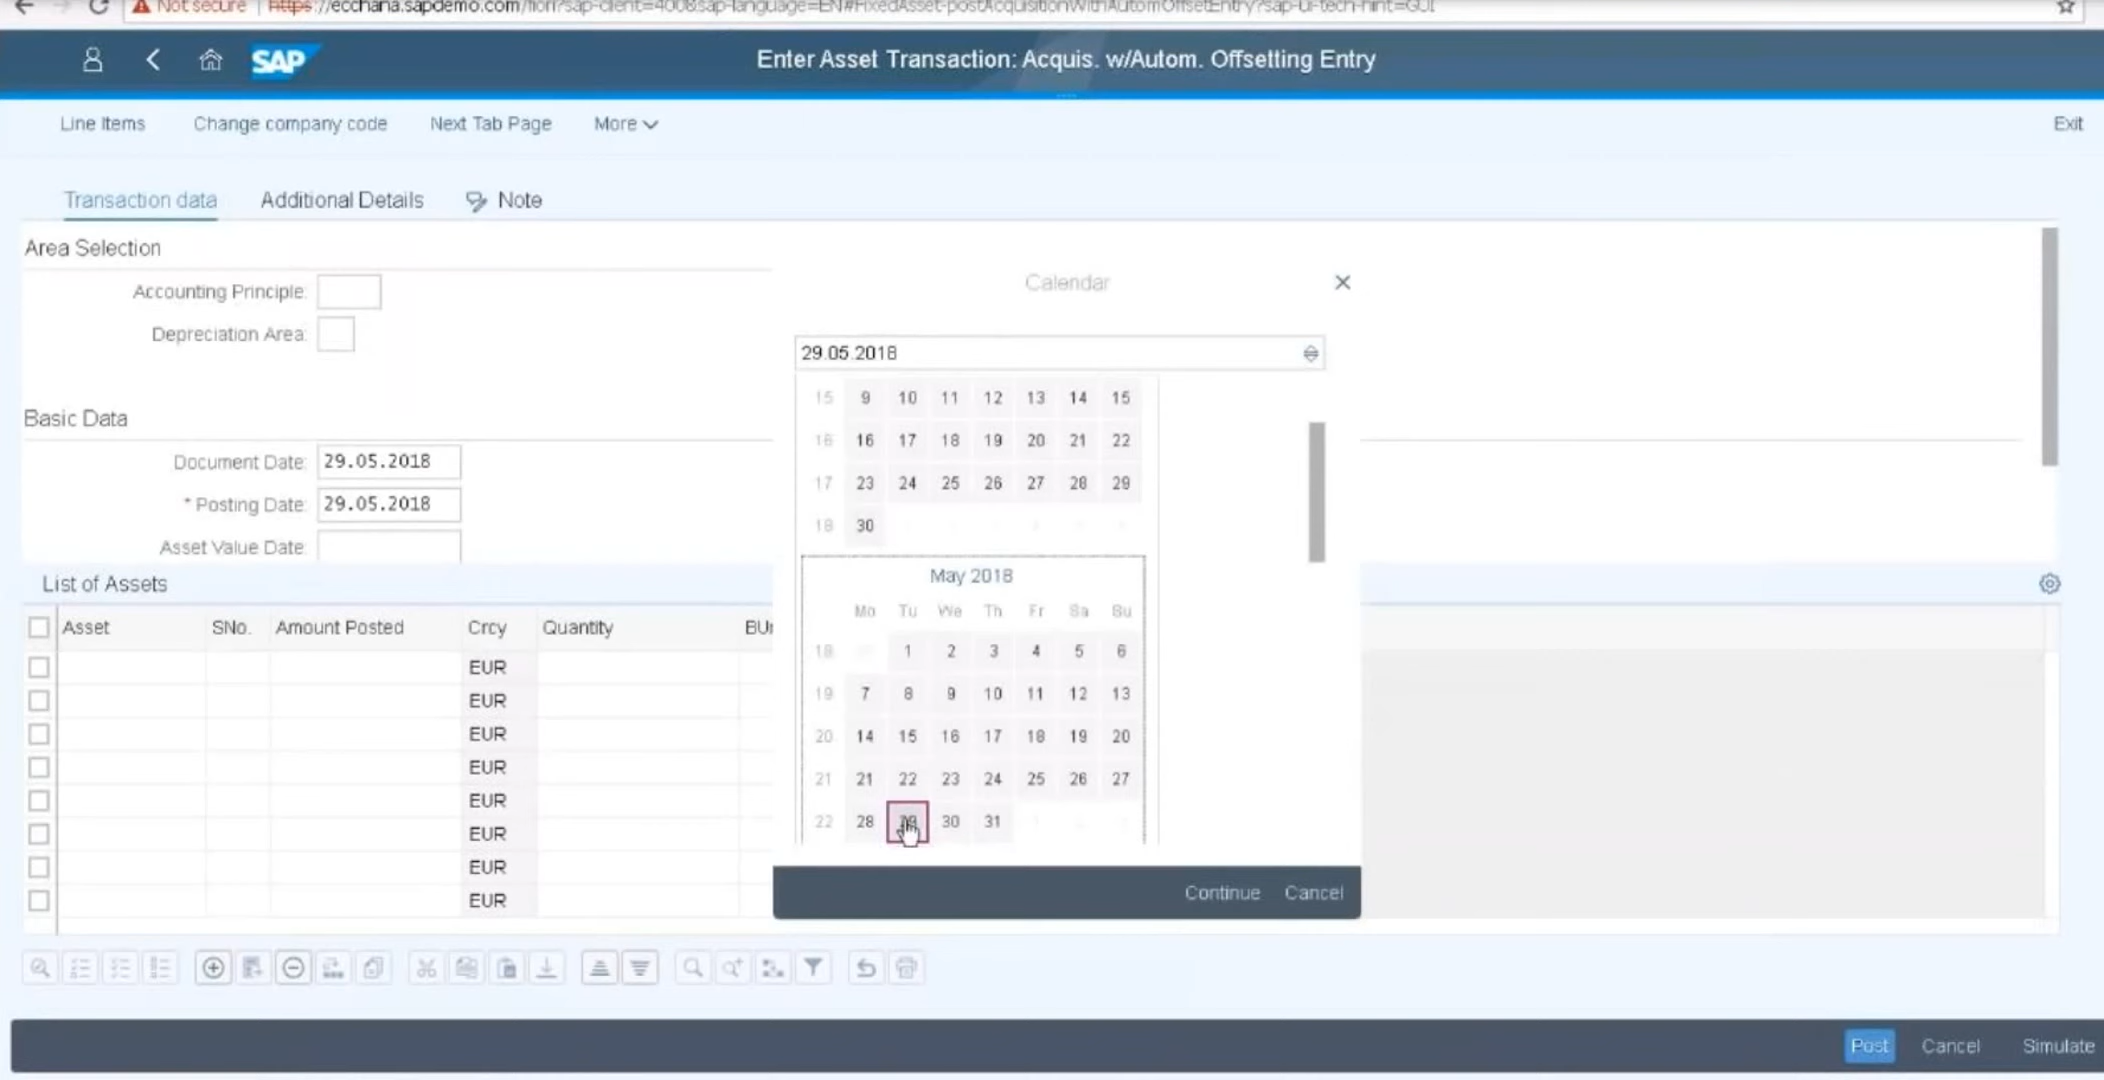 Not secure | https://ecchana.sapdemo.com/fiori?sap-client=400&sap-language=EN#FixedAsset-postAcquisitionWithAutomOffsetEntry?sap-ui-tech-hint=GUI
SAP
Enter Asset Transaction: Acquis. w/Autom. Offsetting Entry
Line Items Change company code Next Tab Page More Exit
Transaction data Additional Details Note
Area Selection
Accounting Principle:
Depreciation Area:
Basic Data
Document Date: 29.05.2018
* Posting Date: 29.05.2018
Asset Value Date:
List of Assets
Asset SNo. Amount Posted Crcy Quantity
EUR
EUR
EUR
EUR
EUR
EUR
EUR
EUR
Calendar
29.05.2018
15 9 10 11 12 13 14 15
16 16 17 18 19 20 21 22
17 23 24 25 26 27 28 29
18 30
May 2018
Mo Tu We Th Fr Sa Su
18 1 2 3 4 5 6
19 7 8 9 10 11 12 13
20 14 15 16 17 18 19 20
21 21 22 23 24 25 26 27
22 28 29 30 31
Continue Cancel
Post Cancel Simulate